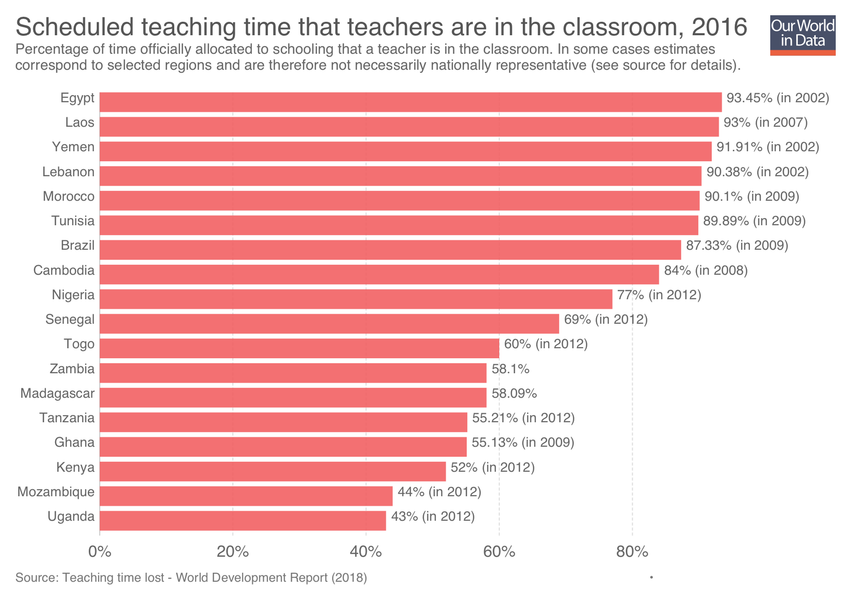 Scheduled teaching time that teachers are in the classroom, 2016
Our World
in Data
Percentage of time officially allocated to schooling that a teacher is in the classroom. In some cases estimates
correspond to selected regions and are therefore not necessarily nationally representative (see source for details).
Egypt 93.45% (in 2002)
Laos 93% (in 2007)
Yemen 91.91% (in 2002)
Lebanon 90.38% (in 2002)
Morocco 90.1% (in 2009)
Tunisia 89.89% (in 2009)
Brazil 87.33% (in 2009)
Cambodia 84% (in 2008)
Nigeria 77% (in 2012)
Senegal 69% (in 2012)
Togo 60% (in 2012)
Zambia 58.1%
Madagascar 58.09%
Tanzania 55.21% (in 2012)
Ghana 55.13% (in 2009)
Kenya 52% (in 2012)
Mozambique 44% (in 2012)
Uganda 43% (in 2012)
0% 20% 40% 60% 80%
Source: Teaching time lost - World Development Report (2018) •